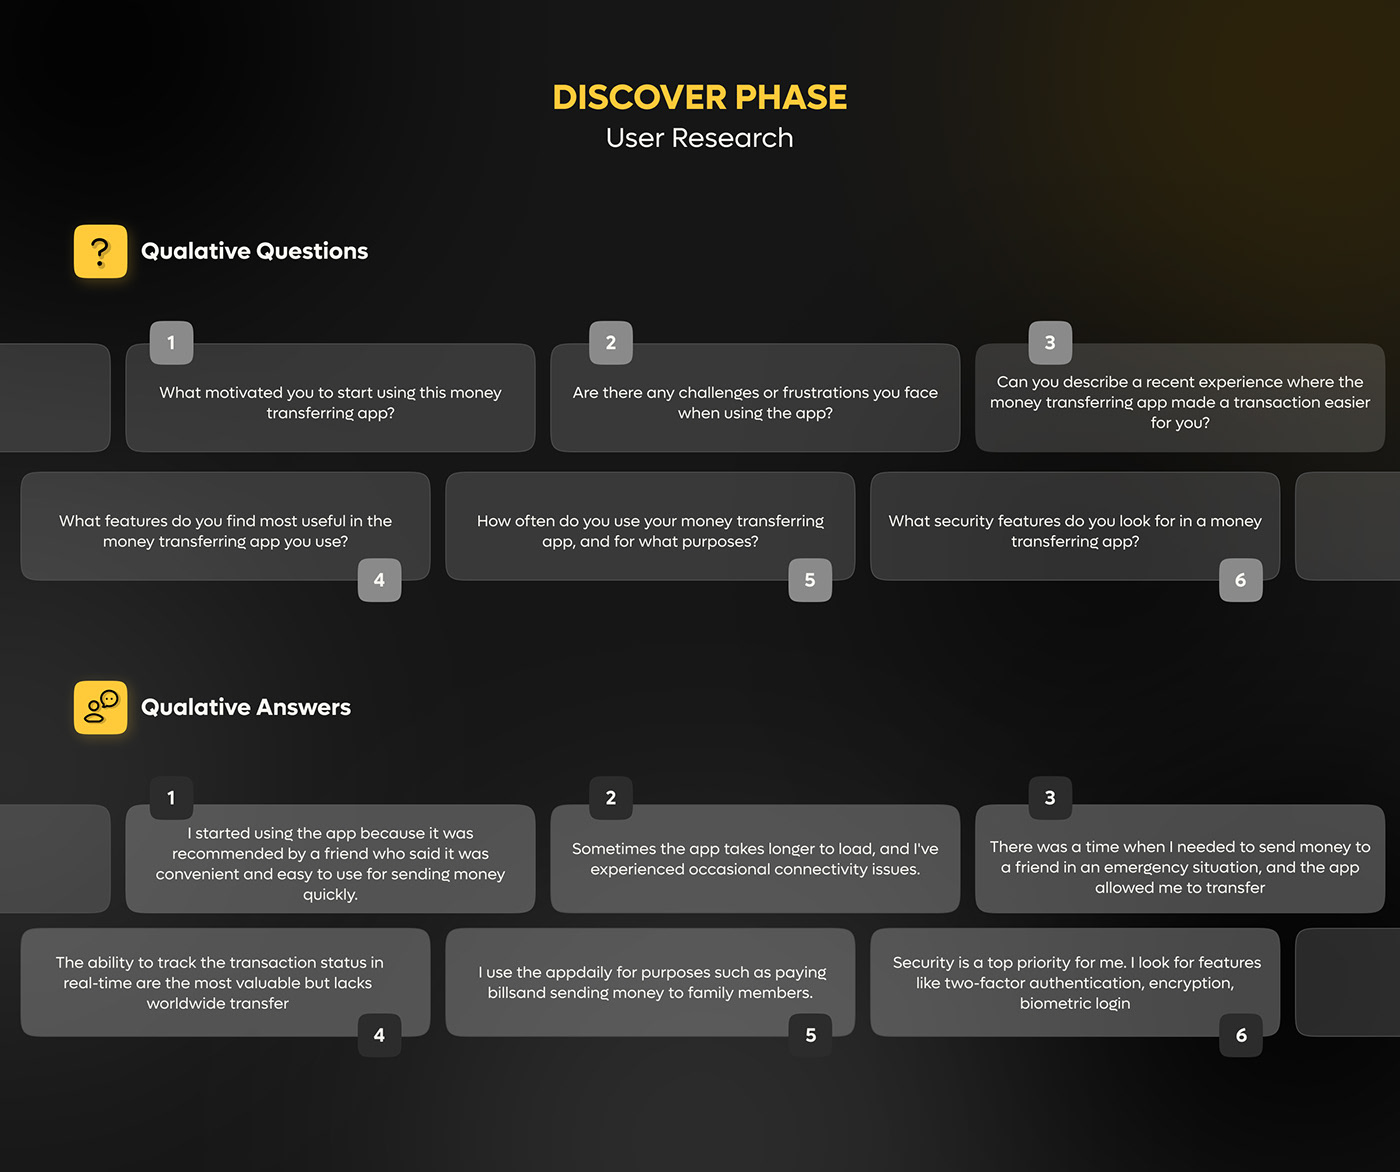 DISCOVER PHASE
User Research
?
Qualative Questions
1
What motivated you to start using this money
transferring app?
2
Are there any challenges or frustrations you face
when using the app?
3
Can you describe a recent experience where the
money transferring app made a transaction easier
for you?
What features do you find most useful in the
money transferring app you use?
4
How often do you use your money transferring
app, and for what purposes?
5
What security features do you look for in a money
transferring app?
6
Qualative Answers
1
I started using the app because it was
recommended by a friend who said it was
convenient and easy to use for sending money
quickly.
2
Sometimes the app takes longer to load, and I've
experienced occasional connectivity issues.
3
There was a time when I needed to send money to
a friend in an emergency situation, and the app
allowed me to transfer
The ability to track the transaction status in
real-time are the most valuable but lacks
worldwide transfer
4
I use the appdaily for purposes such as paying
billsand sending money to family members.
5
Security is a top priority for me. I look for features
like two-factor authentication, encryption,
biometric login
6